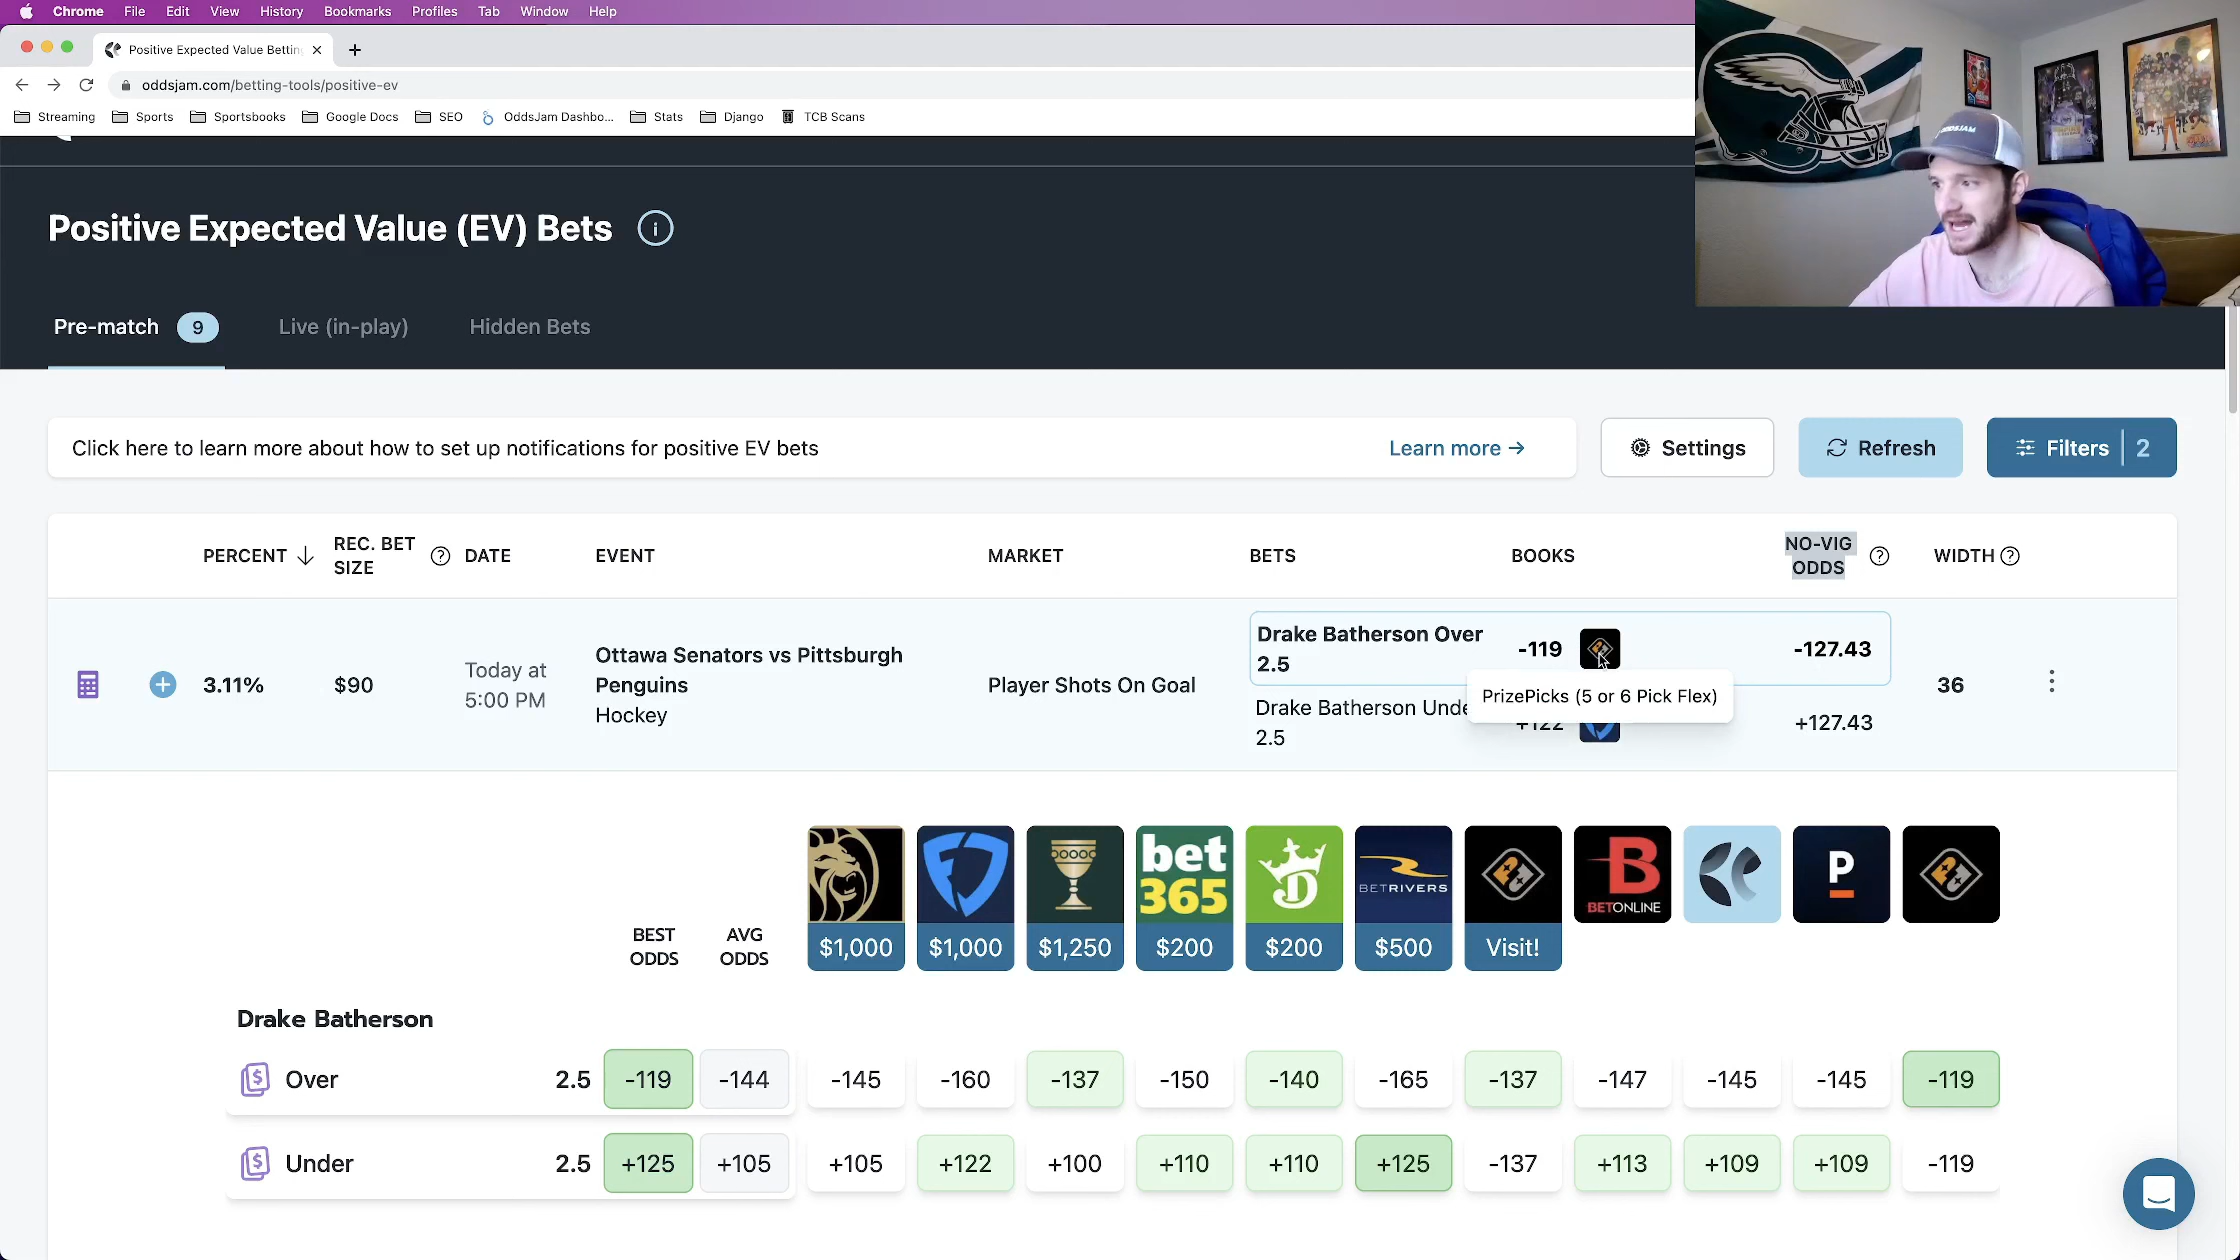 Chrome File Edit View History Bookmarks Profiles Tab Window Help
Positive Expected Value Bettin
oddsjam.com/betting-tools/positive-ev
Streaming Sports Sportsbooks Google Docs SEO OddsJam Dashbo... Stats Django TCB Scans
ODDSJAM
Positive Expected Value (EV) Bets
Pre-match 9 Live (in-play) Hidden Bets
Click here to learn more about how to set up notifications for positive EV bets Learn more → Settings Refresh Filters 2
PERCENT REC. BET SIZE DATE EVENT MARKET BETS BOOKS NO-VIG ODDS WIDTH
3.11% $90 Today at 5:00 PM
Ottawa Senators vs Pittsburgh
Penguins
Hockey
Player Shots On Goal
Drake Batherson Over
2.5
-119 -127.43
PrizePicks (5 or 6 Pick Flex)
Drake Batherson Unde
2.5
+122 +127.43
36
bet365
BETRIVERS
BETONLINE
P
BEST ODDS AVG ODDS $1,000 $1,000 $1,250 $200 $200 $500 Visit!
Drake Batherson
Over 2.5 -119 -144 -145 -160 -137 -150 -140 -165 -137 -147 -145 -145 -119
Under 2.5 +125 +105 +105 +122 +100 +110 +110 +125 -137 +113 +109 +109 -119